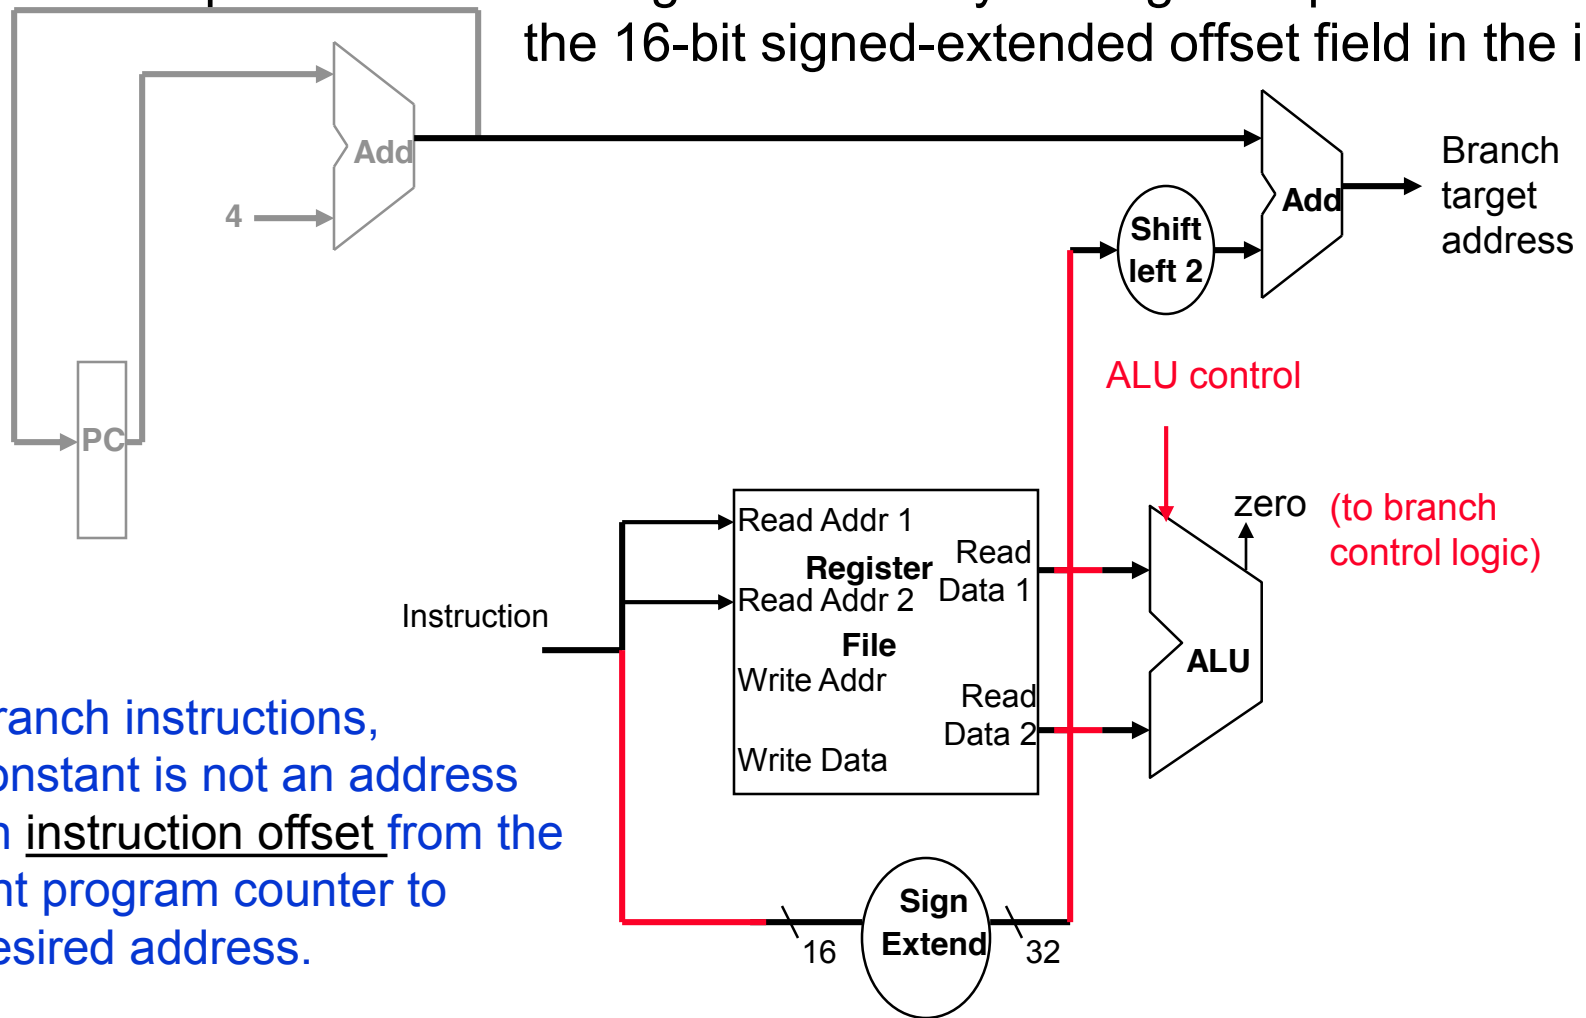 the 16-bit signed-extended offset field in the
Add
Branch
target
address
4
Add
Shift
left 2
ALU control
PC
zero (to branch
control logic)
Read Addr 1
Register
Read
Data 1
Read Addr 2
Instruction
File
Write Addr
ALU
Read
Data 2
Write Data
ranch instructions,
onstant is not an address
instruction offset from the
nt program counter to
esired address.
Sign
Extend
16
32